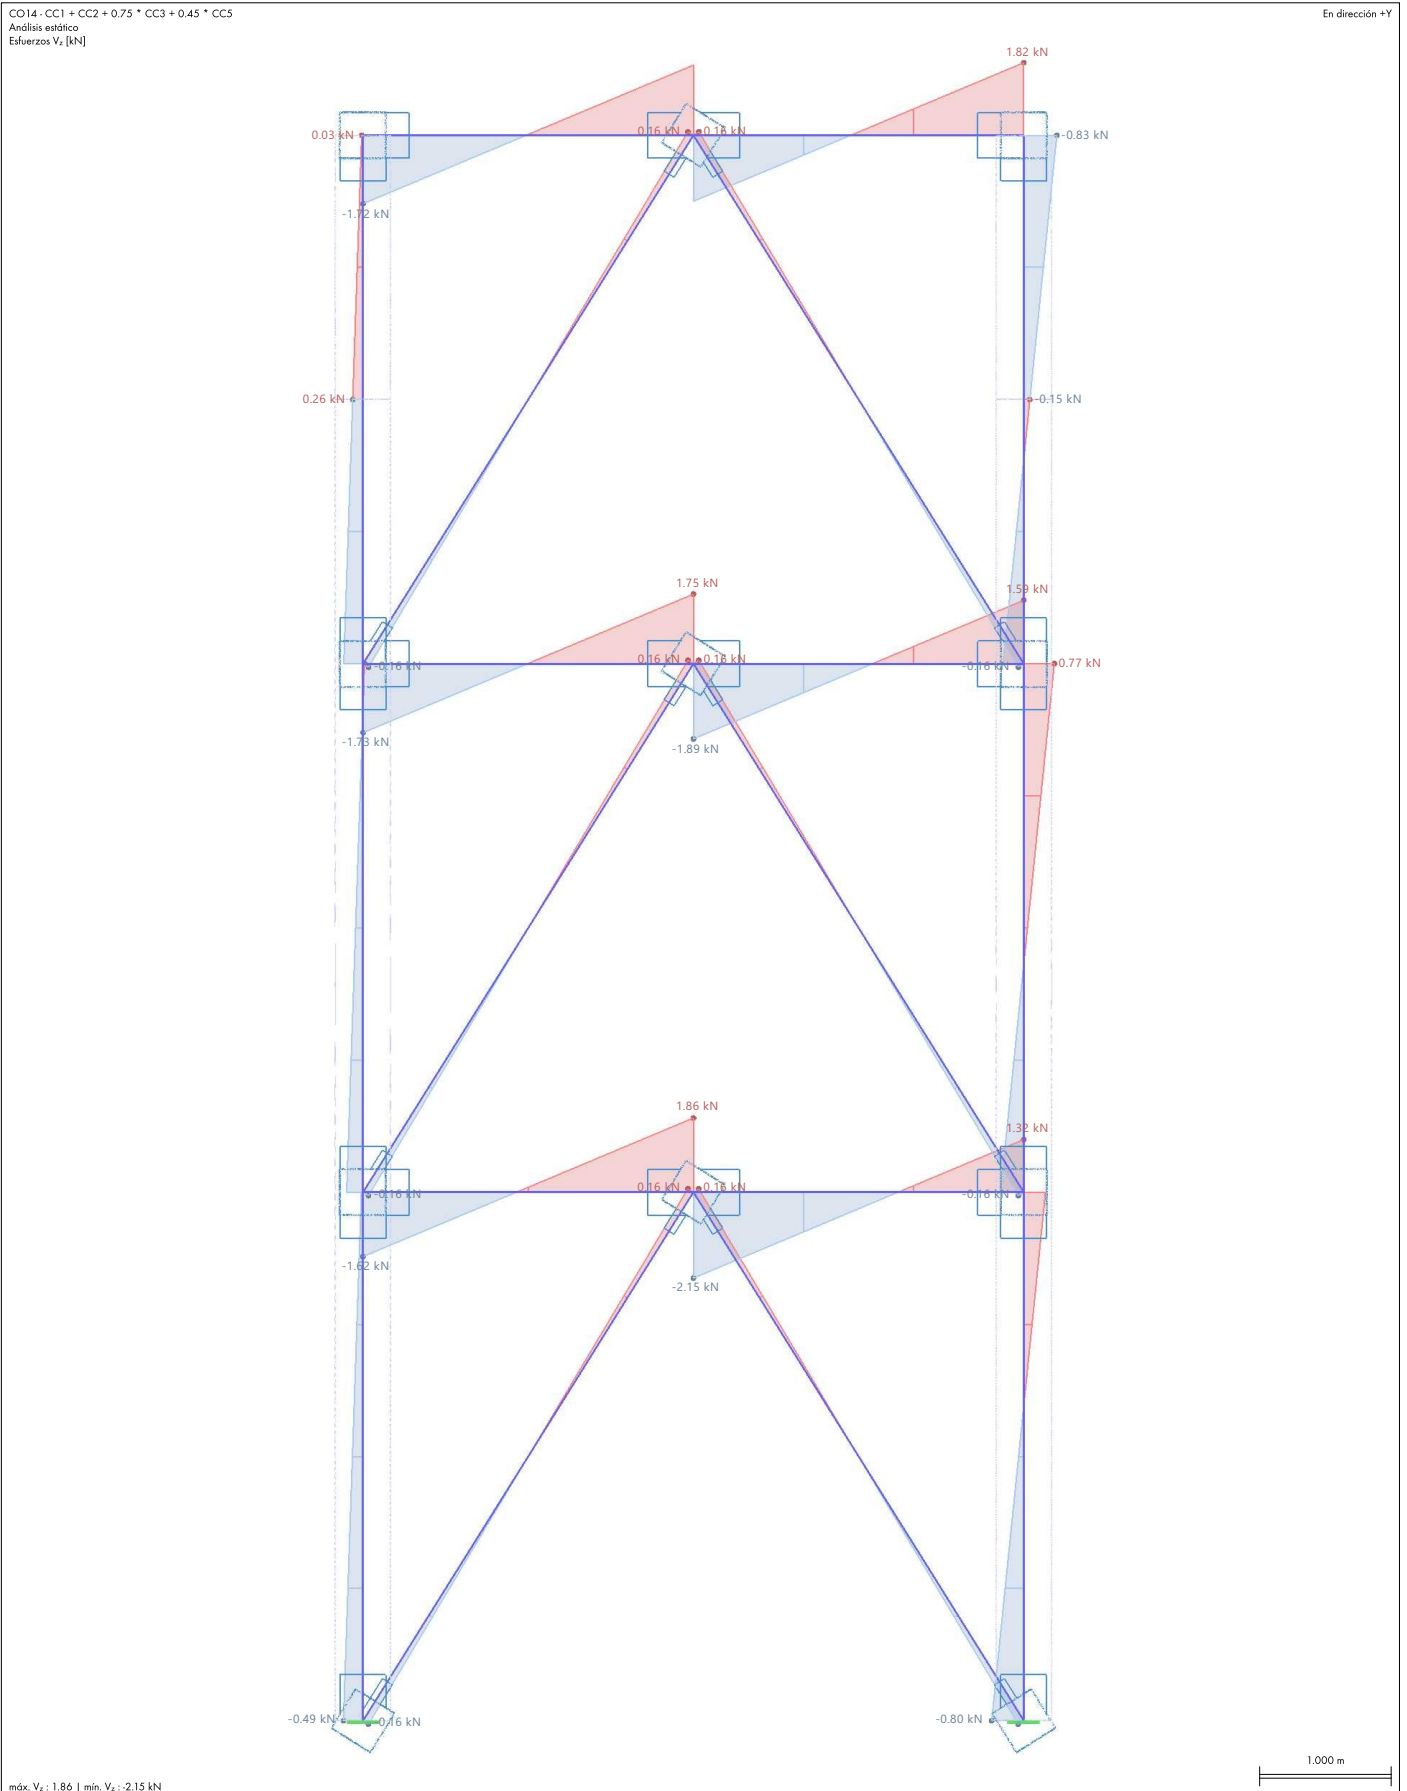 CO14 - CC1 + CC2 + 0.75 * CC3 + 0.45 * CC5
En dirección +Y
Análisis estático
Esfuerzos Vz [kN]
1.82 kN
0.03 kN
0.16 kN
0.16 kN
-0.83 kN
-1.72 kN
0.26 kN
-0.15 kN
1.75 kN
1.59 kN
0.16 kN
0.16 kN
-0.16 kN
-0.16 kN
0.77 kN
-1.73 kN
-1.89 kN
1.86 kN
1.32 kN
0.16 kN
0.16 kN
-0.16 kN
-0.16 kN
-1.62 kN
-2.15 kN
-0.49 kN
-0.16 kN
-0.80 kN
1.000 m
máx. Vz : 1.86 | mín. Vz : -2.15 kN